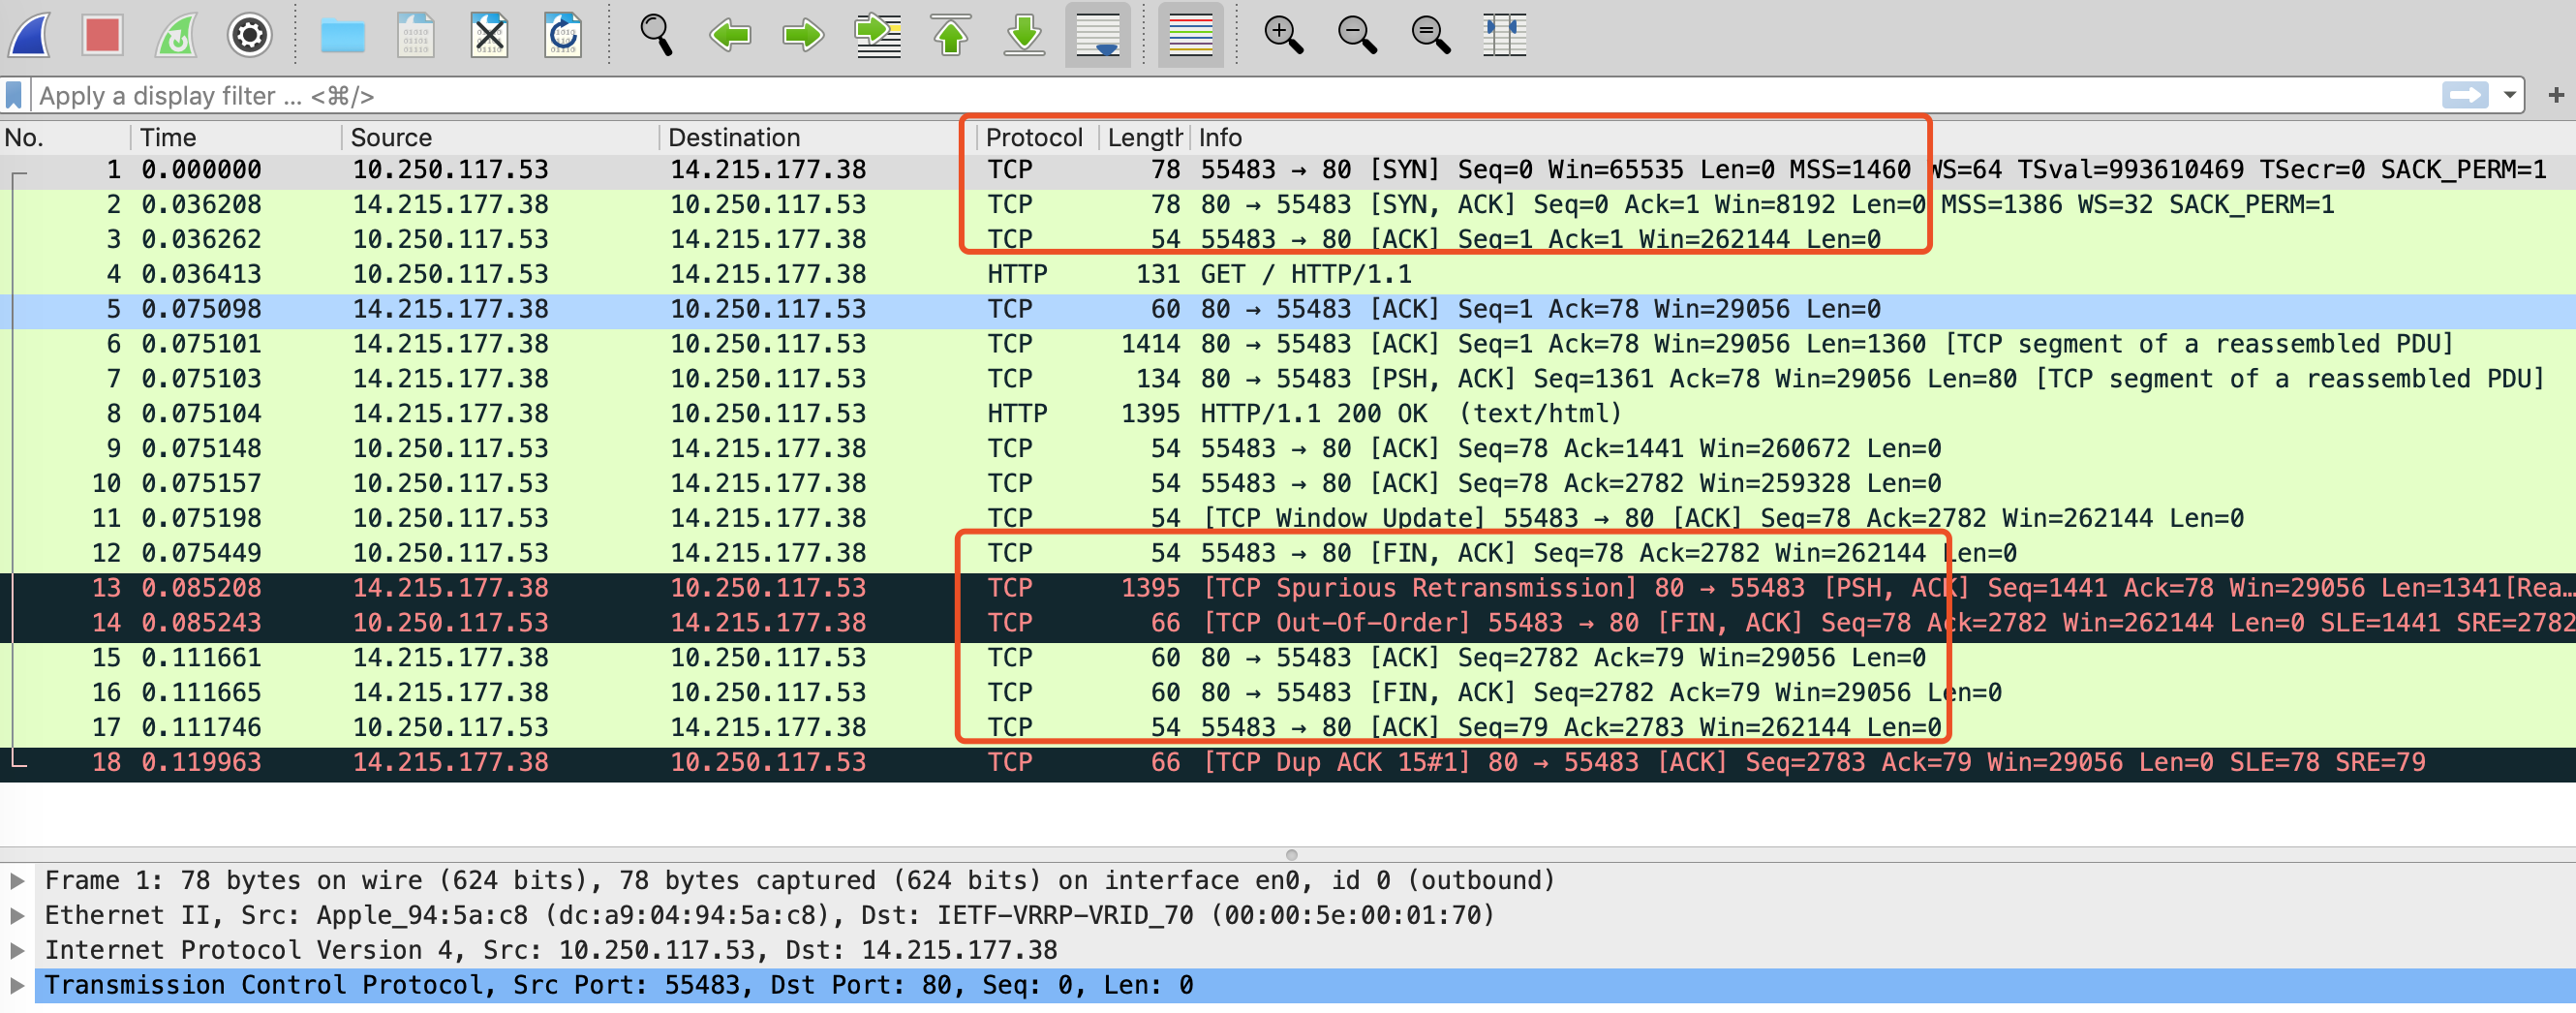 Apply a display filter ... <⌘/>
No. Time Source Destination Protocol Length Info
1 0.000000 10.250.117.53 14.215.177.38 TCP 78 55483 → 80 [SYN] Seq=0 Win=65535 Len=0 MSS=1460 WS=64 TSval=993610469 TSecr=0 SACK_PERM=1
2 0.036208 14.215.177.38 10.250.117.53 TCP 78 80 → 55483 [SYN, ACK] Seq=0 Ack=1 Win=8192 Len=0 MSS=1386 WS=32 SACK_PERM=1
3 0.036262 10.250.117.53 14.215.177.38 TCP 54 55483 → 80 [ACK] Seq=1 Ack=1 Win=262144 Len=0
4 0.036413 10.250.117.53 14.215.177.38 HTTP 131 GET / HTTP/1.1
5 0.075098 14.215.177.38 10.250.117.53 TCP 60 80 → 55483 [ACK] Seq=1 Ack=78 Win=29056 Len=0
6 0.075101 14.215.177.38 10.250.117.53 TCP 1414 80 → 55483 [ACK] Seq=1 Ack=78 Win=29056 Len=1360 [TCP segment of a reassembled PDU]
7 0.075103 14.215.177.38 10.250.117.53 TCP 134 80 → 55483 [PSH, ACK] Seq=1361 Ack=78 Win=29056 Len=80 [TCP segment of a reassembled PDU]
8 0.075104 14.215.177.38 10.250.117.53 HTTP 1395 HTTP/1.1 200 OK (text/html)
9 0.075148 10.250.117.53 14.215.177.38 TCP 54 55483 → 80 [ACK] Seq=78 Ack=1441 Win=260672 Len=0
10 0.075157 10.250.117.53 14.215.177.38 TCP 54 55483 → 80 [ACK] Seq=78 Ack=2782 Win=259328 Len=0
11 0.075198 10.250.117.53 14.215.177.38 TCP 54 [TCP Window Update] 55483 → 80 [ACK] Seq=78 Ack=2782 Win=262144 Len=0
12 0.075449 10.250.117.53 14.215.177.38 TCP 54 55483 → 80 [FIN, ACK] Seq=78 Ack=2782 Win=262144 Len=0
13 0.085208 14.215.177.38 10.250.117.53 TCP 1395 [TCP Spurious Retransmission] 80 → 55483 [PSH, ACK] Seq=1441 Ack=78 Win=29056 Len=1341[Rea…
14 0.085243 10.250.117.53 14.215.177.38 TCP 66 [TCP Out-Of-Order] 55483 → 80 [FIN, ACK] Seq=78 Ack=2782 Win=262144 Len=0 SLE=1441 SRE=2782
15 0.111661 14.215.177.38 10.250.117.53 TCP 60 80 → 55483 [ACK] Seq=2782 Ack=79 Win=29056 Len=0
16 0.111665 14.215.177.38 10.250.117.53 TCP 60 80 → 55483 [FIN, ACK] Seq=2782 Ack=79 Win=29056 Len=0
17 0.111746 10.250.117.53 14.215.177.38 TCP 54 55483 → 80 [ACK] Seq=79 Ack=2783 Win=262144 Len=0
18 0.119963 14.215.177.38 10.250.117.53 TCP 66 [TCP Dup ACK 15#1] 80 → 55483 [ACK] Seq=2783 Ack=79 Win=29056 Len=0 SLE=78 SRE=79
Frame 1: 78 bytes on wire (624 bits), 78 bytes captured (624 bits) on interface en0, id 0 (outbound)
Ethernet II, Src: Apple_94:5a:c8 (dc:a9:04:94:5a:c8), Dst: IETF-VRRP-VRID_70 (00:00:5e:00:01:70)
Internet Protocol Version 4, Src: 10.250.117.53, Dst: 14.215.177.38
Transmission Control Protocol, Src Port: 55483, Dst Port: 80, Seq: 0, Len: 0